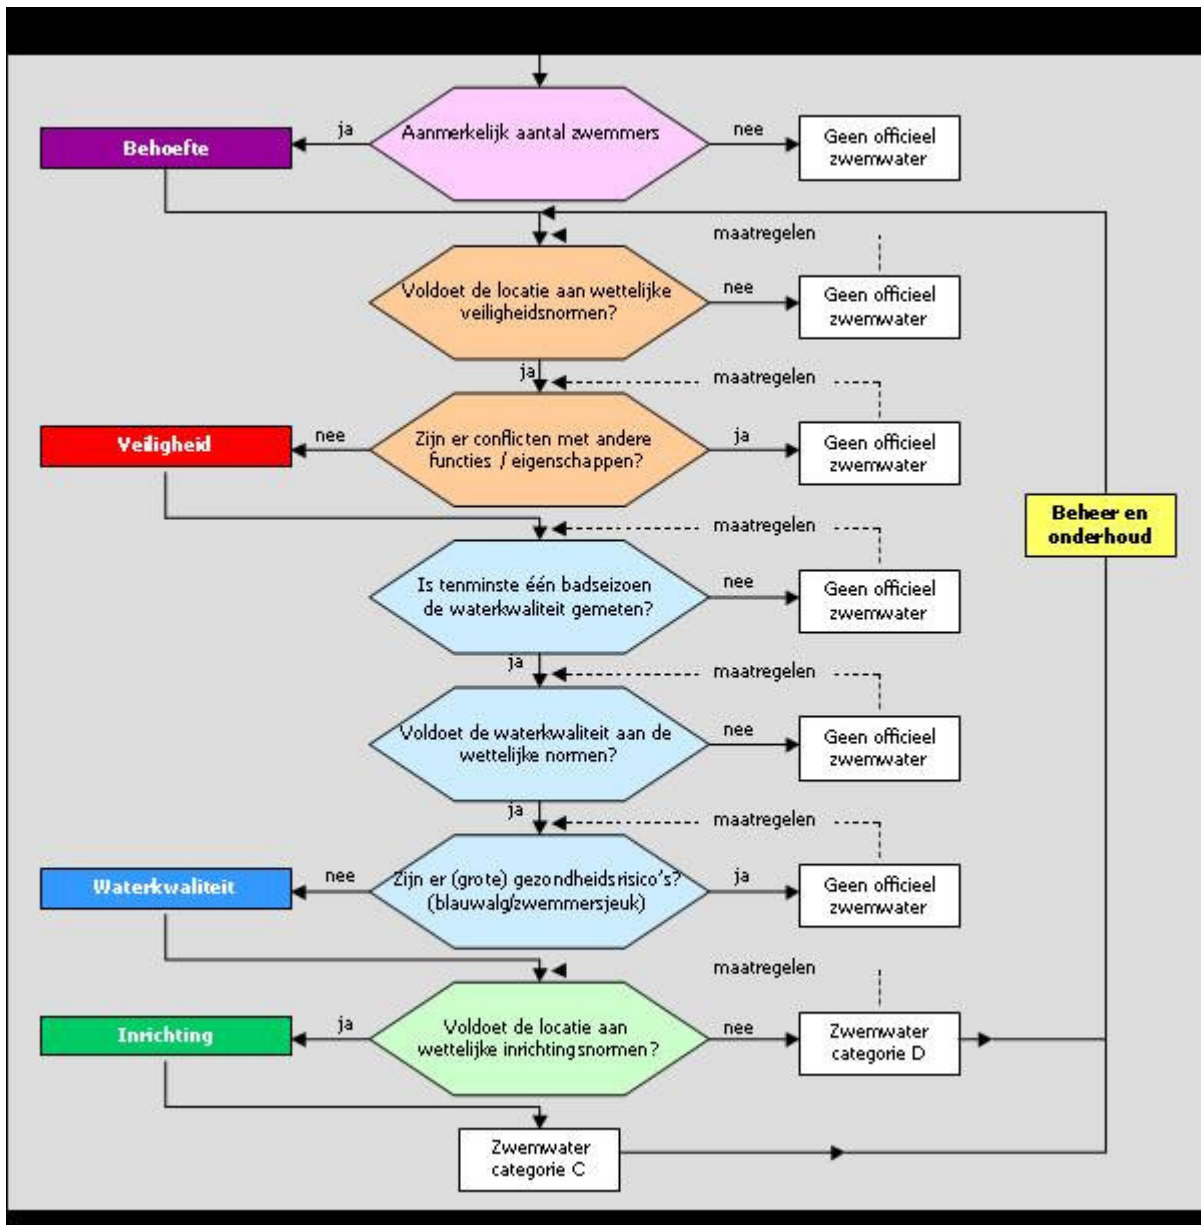 Aanmerkelijk aantal zwemmers
ja
nee
Behoefte
Geen officieel
zwemwater
maatregelen
Voldoet de locatie aan wettelijke
veiligheidsnormen?
nee
Geen officieel
zwemwater
ja
maatregelen
Veiligheid
nee
Zijn er conflicten met andere
functies / eigenschappen?
ja
Geen officieel
zwemwater
Beheer en
onderhoud
maatregelen
Is tenminste één badseizoen
de waterkwaliteit gemeten?
nee
Geen officieel
zwemwater
ja
maatregelen
Voldoet de waterkwaliteit aan de
wettelijke normen?
nee
Geen officieel
zwemwater
ja
maatregelen
Waterkwaliteit
nee
Zijn er (grote) gezondheidsrisico's?
(blauwalg/zwemmersjeuk)
ja
Geen officieel
zwemwater
maatregelen
Inrichting
ja
Voldoet de locatie aan
wettelijke inrichtingsnormen?
nee
Zwemwater
categorie D
Zwemwater
categorie C